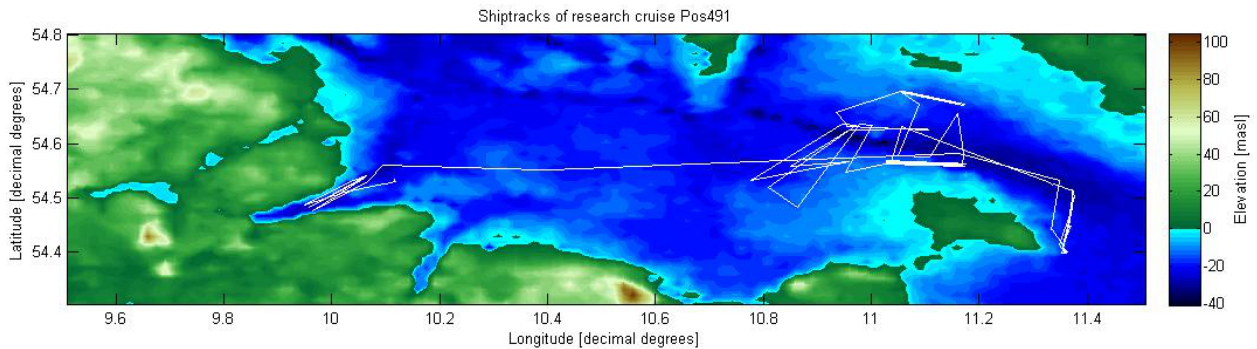 Shiptracks of research cruise Pos491
54.8
54.7
54.6
54.5
54.4
Latitude [decimal degrees]
9.6 9.8 10 10.2 10.4 10.6 10.8 11 11.2 11.4
Longitude [decimal degrees]
100
80
60
40
20
0
-20
-40
Elevation [masl]